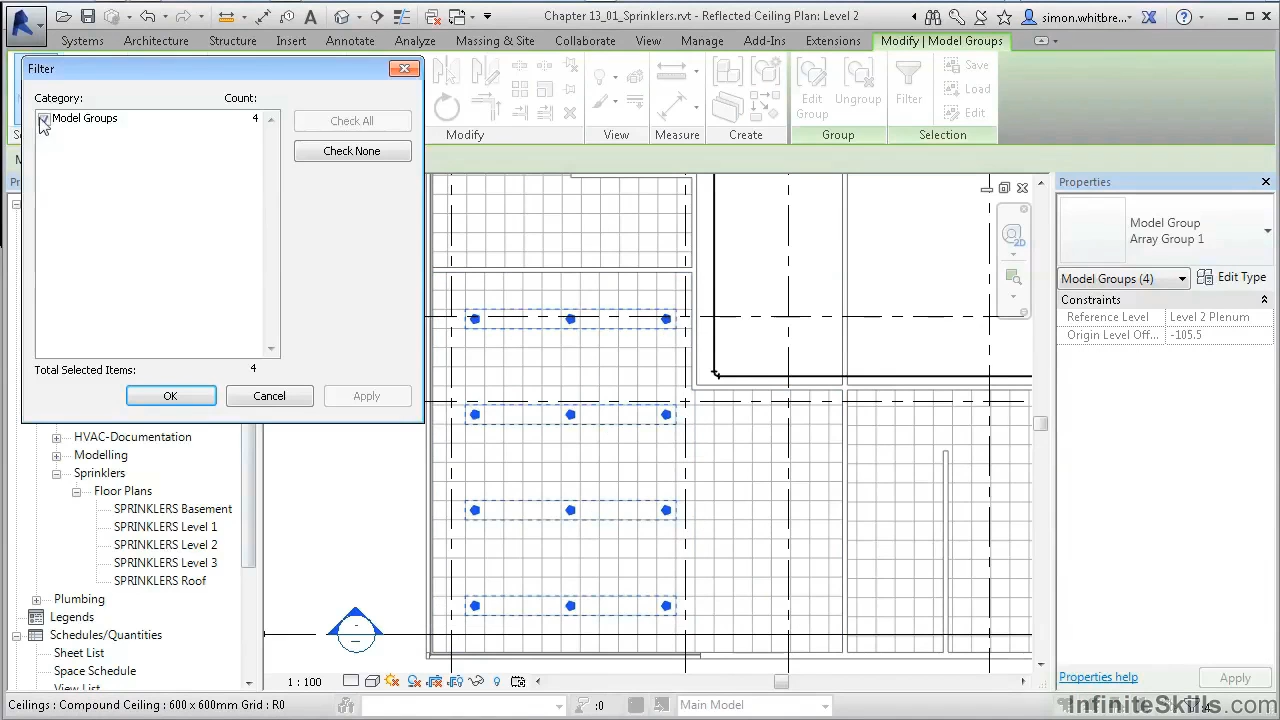 Chapter 13_01_Sprinklers.rvt - Reflected Ceiling Plan: Lev
simon.whitbre...
Systems Architecture Structure Insert Annotate Analyze Massing & Site Collaborate View Manage Add-Ins Extensions Modify | Model Groups
Filter
Category: Count:
Model Groups 4
Check All
Check None
Total Selected Items: 4
OK Cancel Apply
Edit Group Ungroup Filter Save
Load
Edit
Modify View Measure Create Group Selection
Properties
Model Group
Array Group 1
Model Groups (4) Edit Type
Constraints
Reference Level Level 2 Plnum
Origin Level Off... -105.5
2D
HVAC-Documentation
Modelling
Sprinklers
Floor Plans
SPRINKLERS Basement
SPRINKLERS Level 1
SPRINKLERS Level 2
SPRINKLERS Level 3
SPRINKLERS Roof
Plumbing
Legends
Schedules/Quantities
Sheet List
Space Schedule
1 : 100
Properties help Apply
Ceilings : Compound Ceiling : 600 x 600mm Grid : R0 :0 Main Model
InfiniteSkills.com